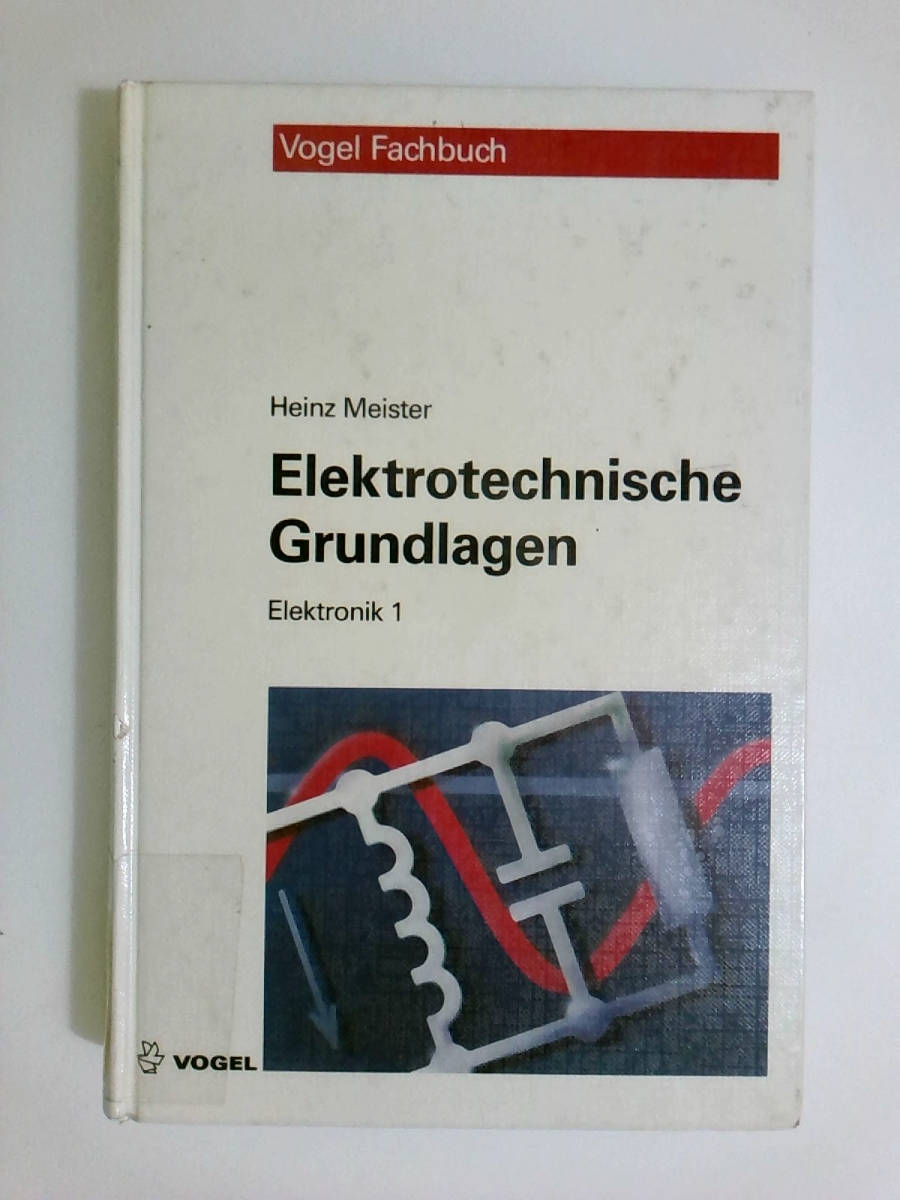 Vogel Fachbuch
Heinz Meister
Elektrotechnische
Grundlagen
Elektronik 1
VOGEL